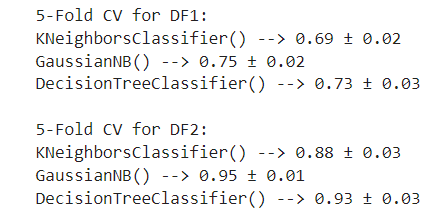 5-Fold CV for DF1:
KNeighborsClassifier() --> 0.69 ± 0.02
GaussianNB() --> 0.75 ± 0.02
DecisionTreeClassifier() --> 0.73 ± 0.03
5-Fold CV for DF2:
KNeighborsClassifier() --> 0.88 ± 0.03
GaussianNB() --> 0.95 ± 0.01
DecisionTreeClassifier() --> 0.93 ± 0.03